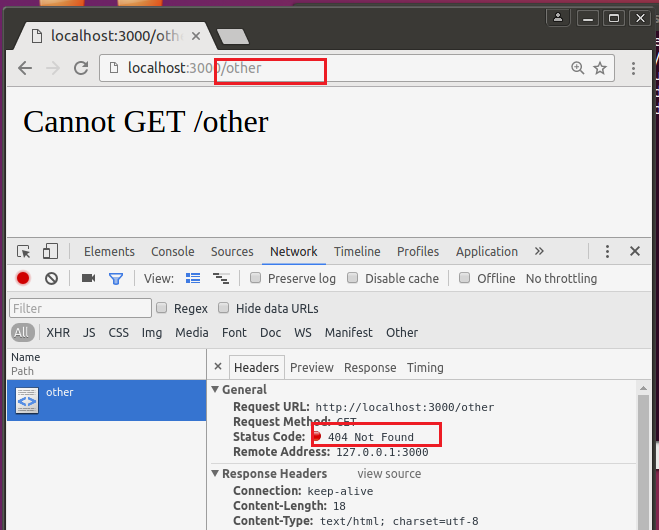 localhost:3000/oth
localhost:3000/other
Cannot GET /other
Elements Console Sources Network Timeline Profiles Application »
View: Preserve log Disable cache Offline No throttling
Filter Regex Hide data URLs
All XHR JS CSS Img Media Font Doc WS Manifest Other
Name
Path
other
× Headers Preview Response Timing
General
Request URL: http://localhost:3000/other
Request Method: GET
Status Code: 404 Not Found
Remote Address: 127.0.0.1:3000
Response Headers view source
Connection: keep-alive
Content-Length: 18
Content-Type: text/html; charset=utf-8